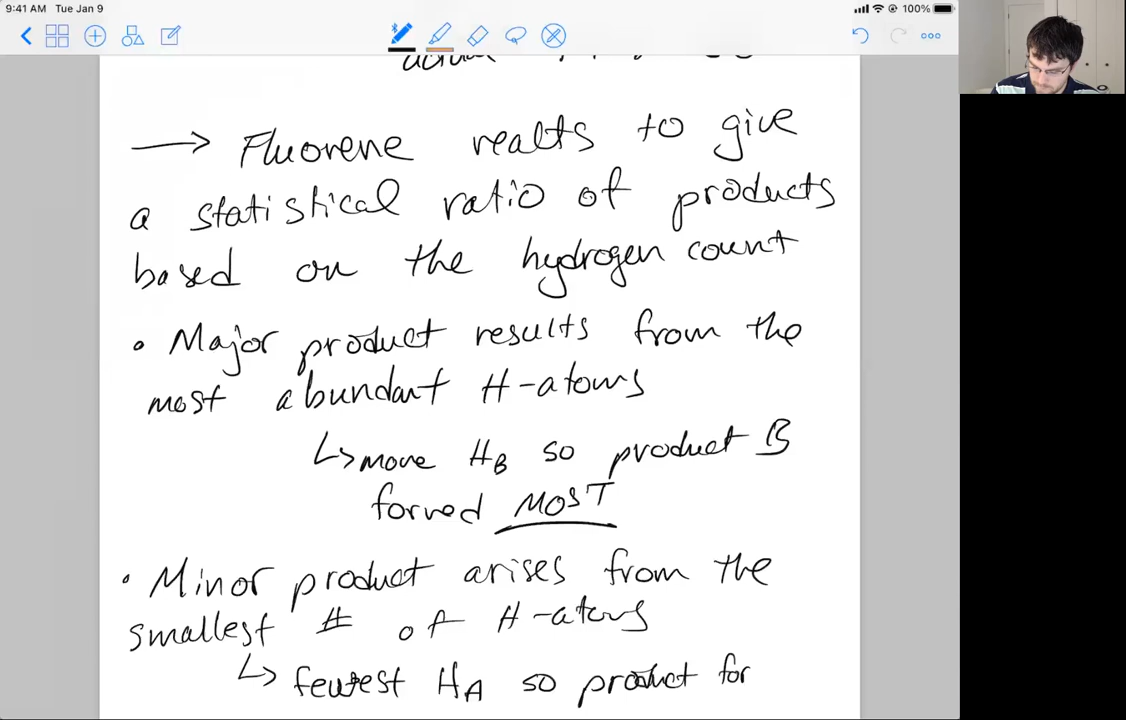 9:41 AM Tue Jan 9
100%
→ Fluorene reacts to give
a statistical ratio of products
based on the hydrogen count
• Major product results from the
most abundant H-atoms
↳ more H_B so product B
formed MOST
• Minor product arises from the
smallest # of H-atoms
↳ fewest H_A so product for